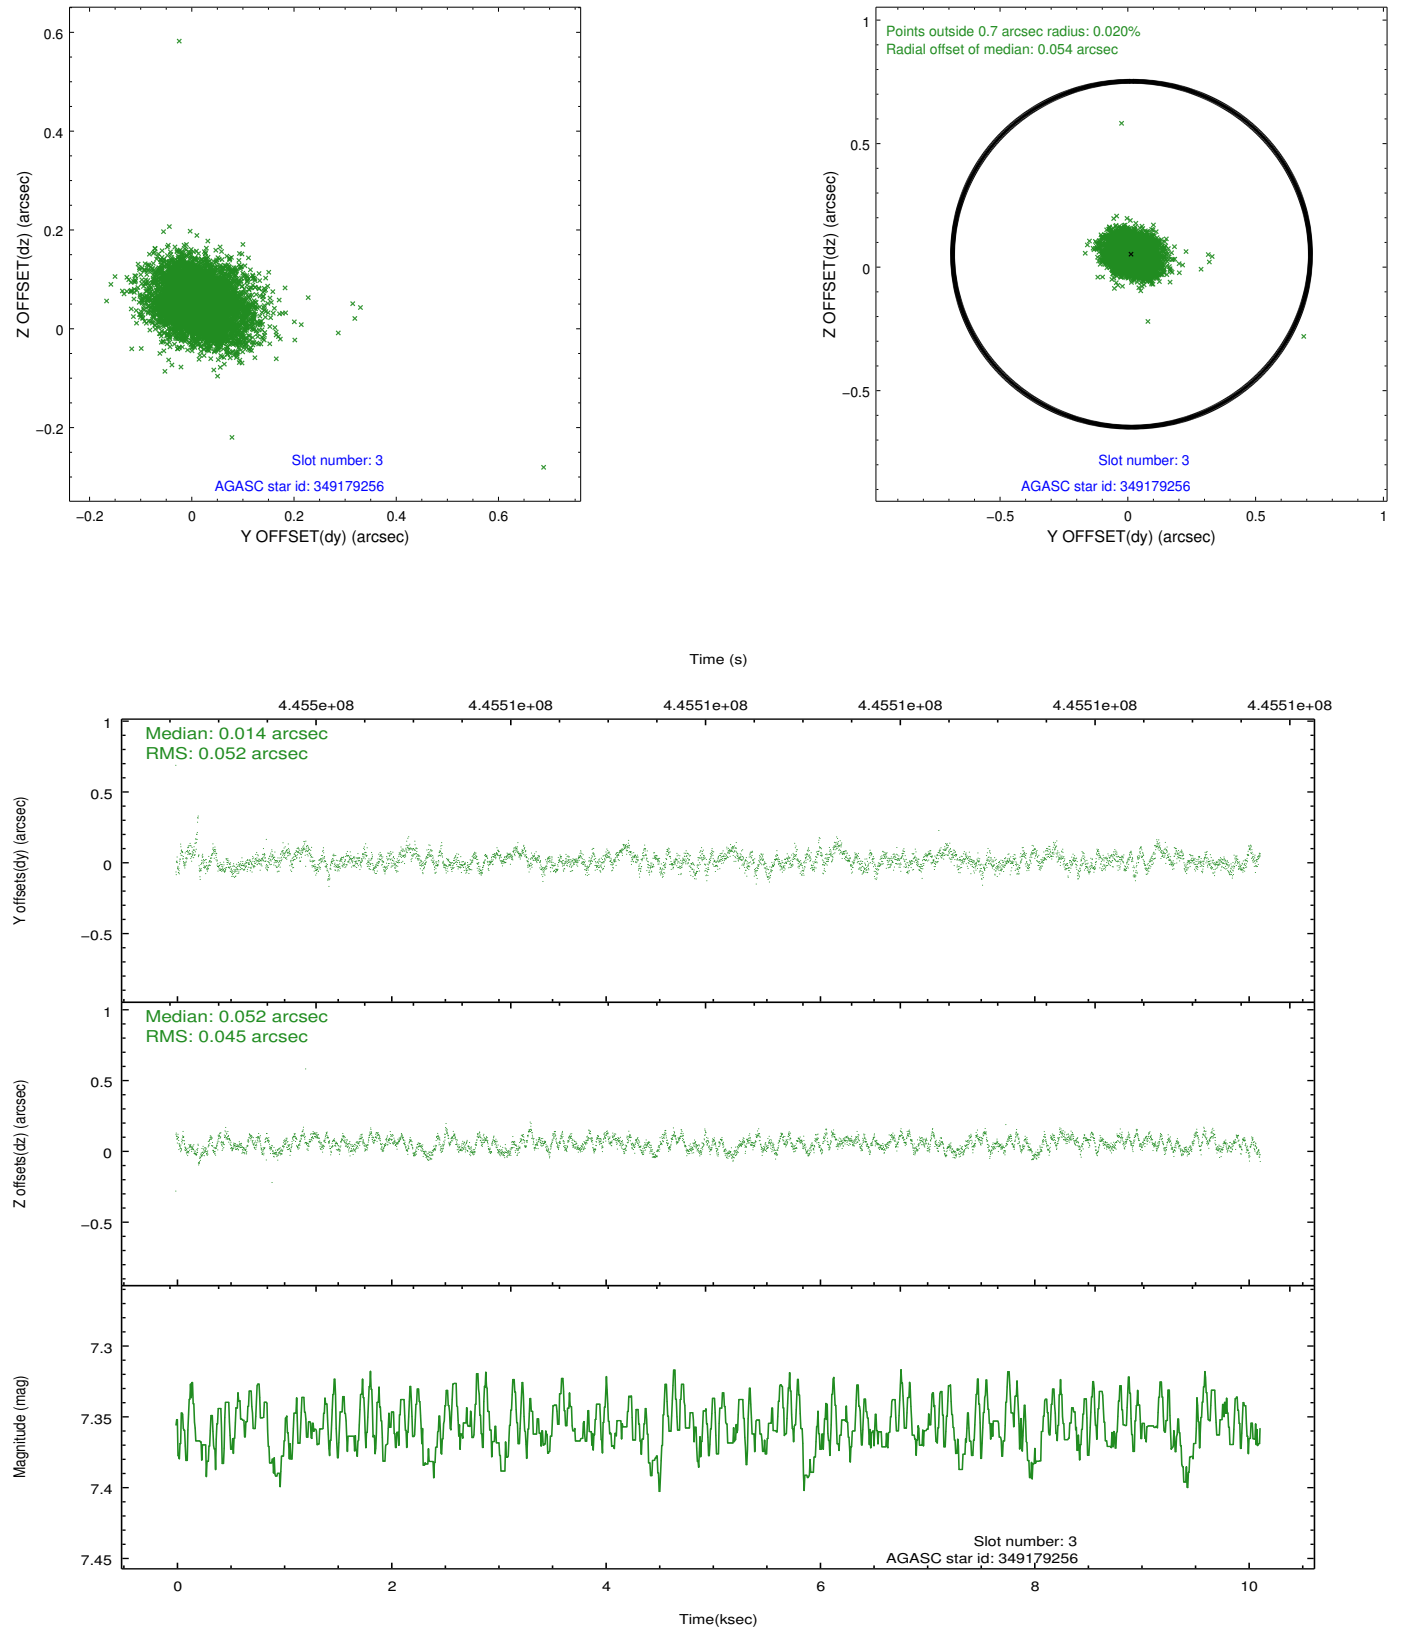 0.6
0.4
0.2
0
−0.2
Z OFFSET(dz) (arcsec)
Slot number: 3
AGASC star id: 349179256
−0.2 0 0.2 0.4 0.6
Y OFFSET(dy) (arcsec)
Points outside 0.7 arcsec radius: 0.020%
Radial offset of median: 0.054 arcsec
1
0.5
0
−0.5
Z OFFSET(dz) (arcsec)
Slot number: 3
AGASC star id: 349179256
−0.5 0 0.5 1
Y OFFSET(dy) (arcsec)
Time (s)
4.455e+08 4.4551e+08 4.4551e+08 4.4551e+08 4.4551e+08 4.4551e+08
Median: 0.014 arcsec
RMS: 0.052 arcsec
1
0.5
0
−0.5
Y offsets(dy) (arcsec)
Median: 0.052 arcsec
RMS: 0.045 arcsec
1
0.5
0
−0.5
Z offsets(dz) (arcsec)
7.3
7.35
7.4
7.45
Magnitude (mag)
Slot number: 3
AGASC star id: 349179256
0 2 4 6 8 10
Time(ksec)